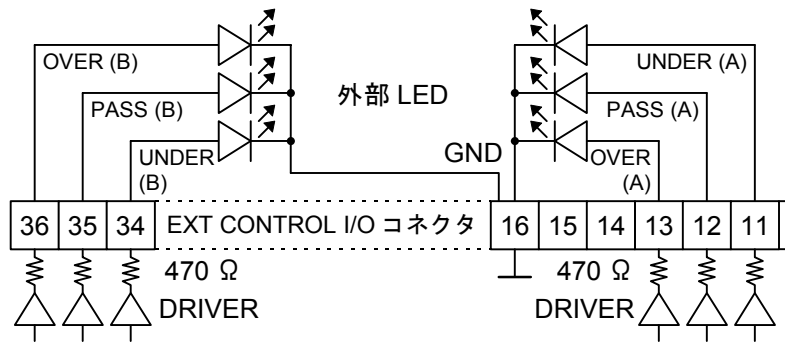 OVER (B)
PASS (B)
UNDER
(B)
外部 LED
GND
UNDER (A)
PASS (A)
OVER
(A)
36 35 34 EXT CONTROL I/O コネクタ 16 15 14 13 12 11
470 Ω
DRIVER
470 Ω
DRIVER